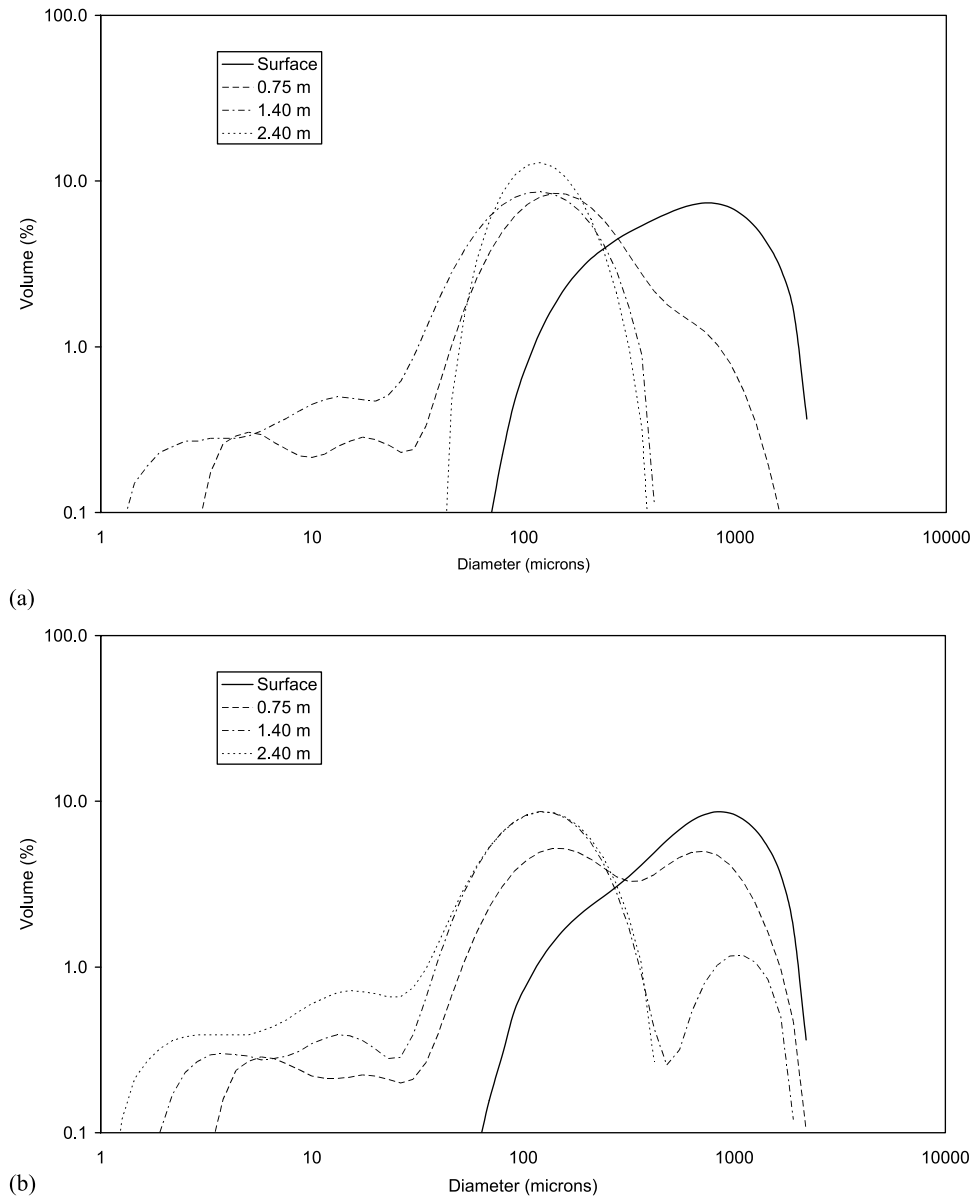 100.0
Surface
0.75 m
1.40 m
2.40 m
10.0
Volume (%)
1.0
0.1
1 10 100 1000 10000
Diameter (microns)
(a)
100.0
Surface
0.75 m
1.40 m
2.40 m
10.0
Volume (%)
1.0
0.1
1 10 100 1000 10000
Diameter (microns)
(b)